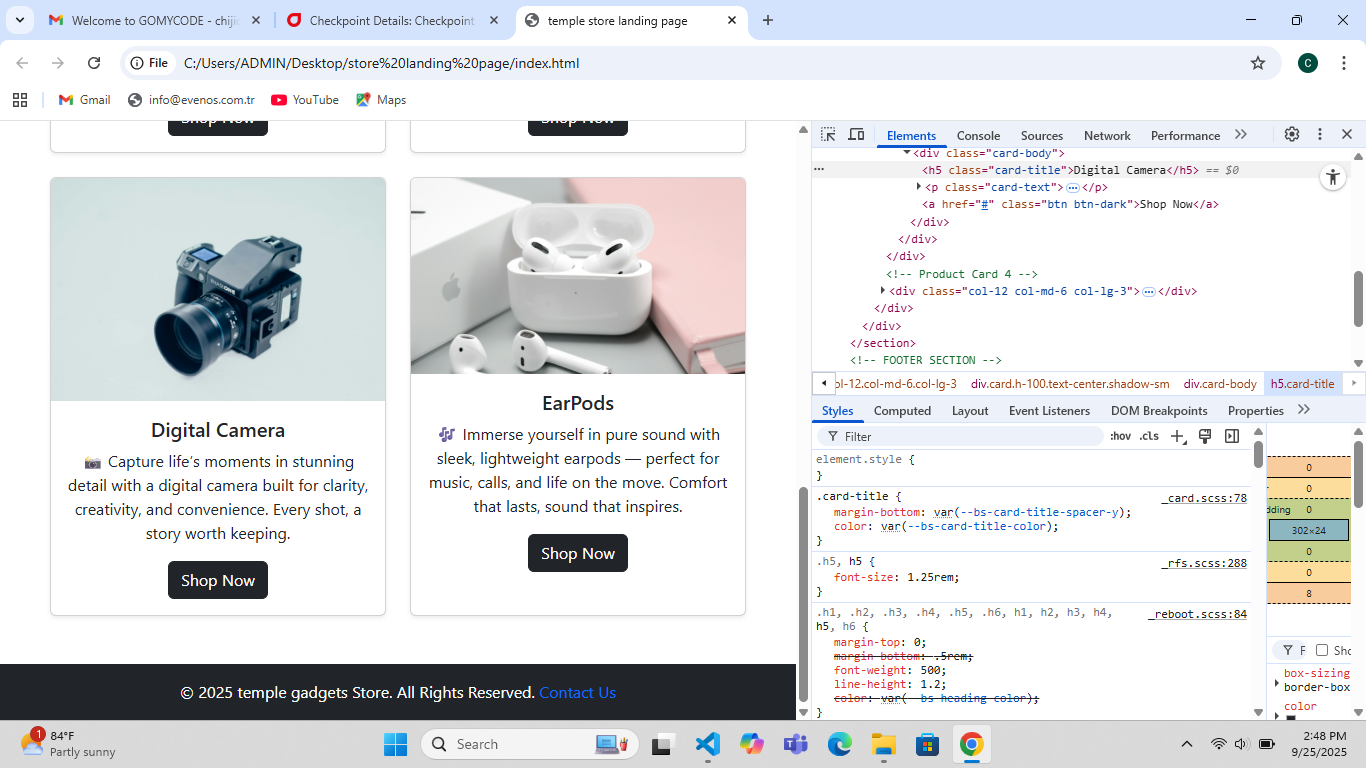 Welcome to GOMYCODE - chiji
Checkpoint Details: Checkpoint
temple store landing page
File
C:/Users/ADMIN/Desktop/store%20landing%20page/index.html
C
Gmail
info@evenos.com.tr
YouTube
Maps
Shop Now
Shop Now
Digital Camera
📸 Capture life’s moments in stunning
detail with a digital camera built for clarity,
creativity, and convenience. Every shot, a
story worth keeping.
Shop Now
EarPods
🎶 Immerse yourself in pure sound with
sleek, lightweight earpods — perfect for
music, calls, and life on the move. Comfort
that lasts, sound that inspires.
Shop Now
© 2025 temple gadgets Store. All Rights Reserved. Contact Us
Elements Console Sources Network Performance
<div class="card-body">
<h5 class="card-title">Digital Camera</h5> == $0
<p class="card-text">…</p>
<a href="#" class="btn btn-dark">Shop Now</a>
</div>
</div>
</div>
<!-- Product Card 4 -->
<div class="col-12 col-md-6 col-lg-3">…</div>
</div>
</div>
</section>
<!-- FOOTER SECTION -->
ol-12.col-md-6.col-lg-3 div.card.h-100.text-center.shadow-sm div.card-body h5.card-title
Styles Computed Layout Event Listeners DOM Breakpoints Properties
Filter :hov .cls
element.style {
}
.card-title { _card.scss:78
margin-bottom: var(--bs-card-title-spacer-y);
color: var(--bs-card-title-color);
}
.h5, h5 { _rfs.scss:288
font-size: 1.25rem;
}
.h1, .h2, .h3, .h4, .h5, .h6, h1, h2, h3, h4, _reboot.scss:84
h5, h6 {
margin-top: 0;
margin-bottom: .5rem;
font-weight: 500;
line-height: 1.2;
color: var(--bs-heading-color);
}
0
0
dding 0
302×24
0
0
8
F Sho
box-sizing
border-box
color
1
84°F
Partly sunny
Search
2:48 PM
9/25/2025